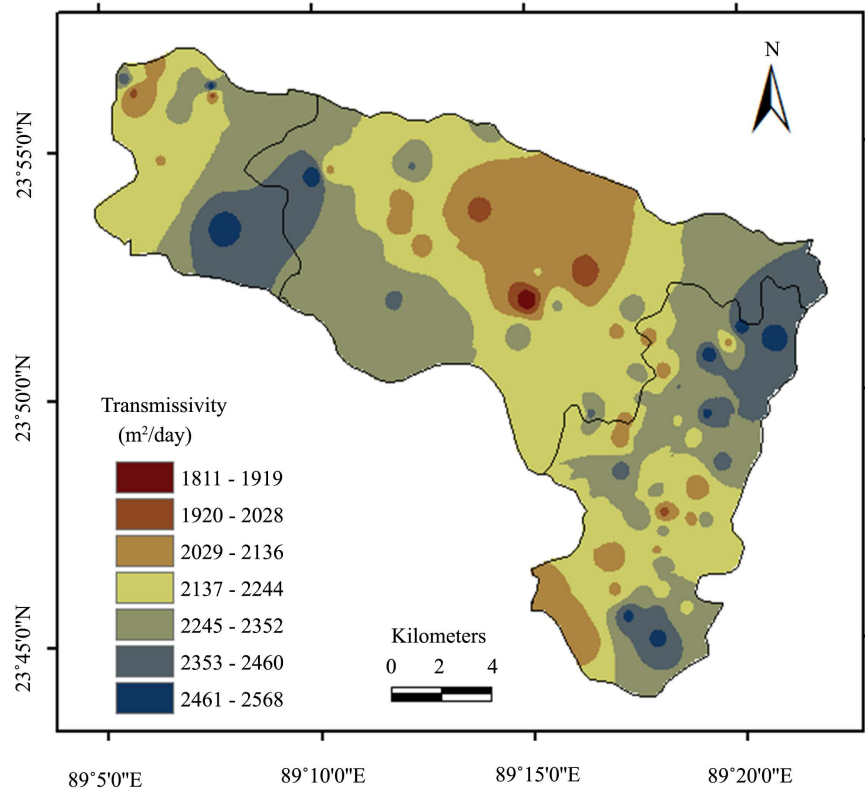 N
23˚55'0"N
23˚50'0"N
23˚45'0"N
Transmissivity
(m²/day)
1811 - 1919
1920 - 2028
2029 - 2136
2137 - 2244
2245 - 2352
2353 - 2460
2461 - 2568
Kilometers
0 2 4
89˚5'0"E 89˚10'0"E 89˚15'0"E 89˚20'0"E